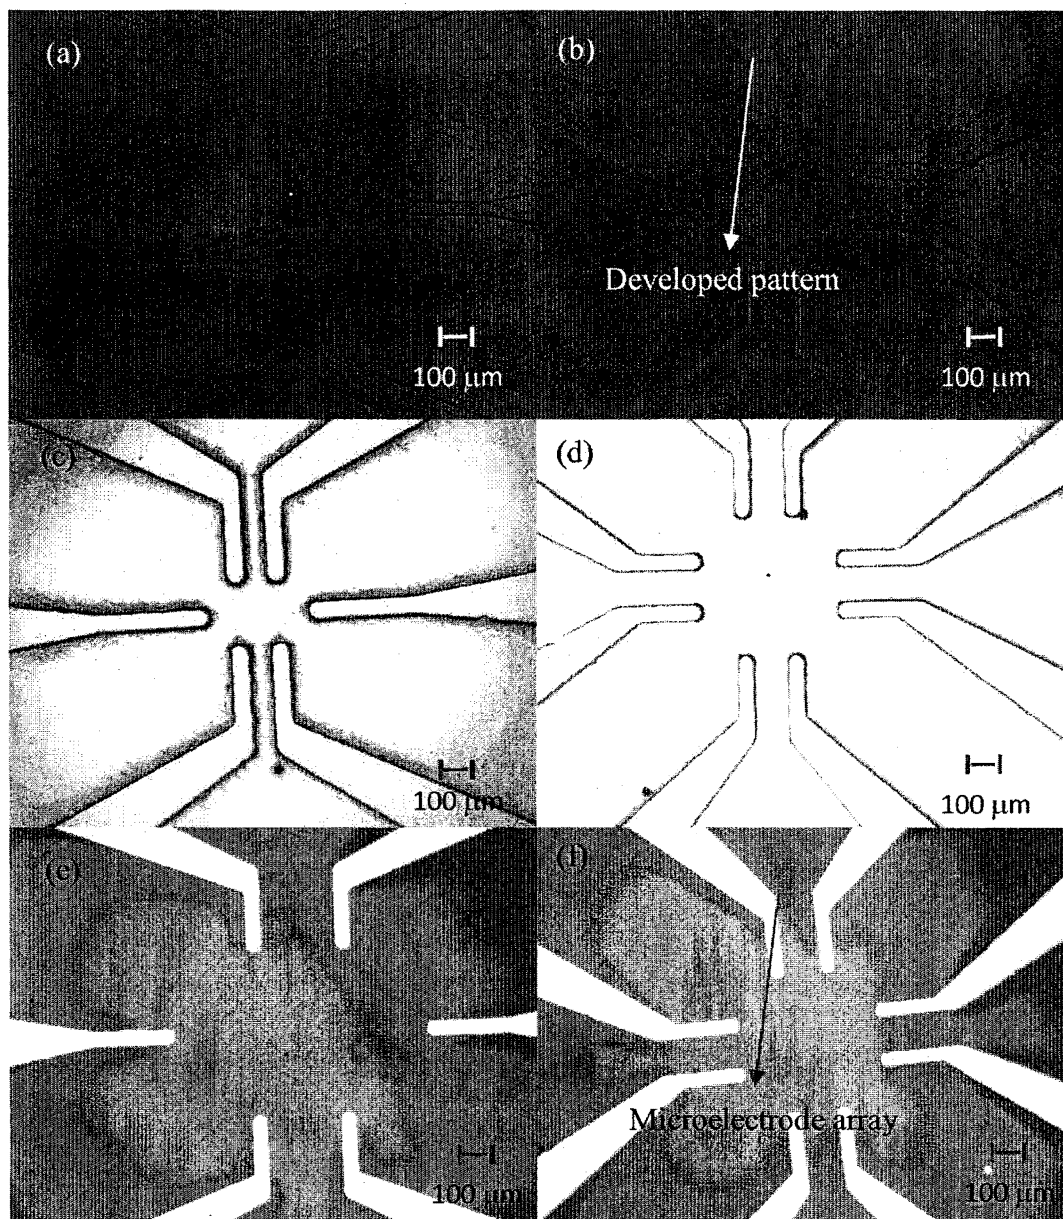 (a)
100 μm
(b)
Developed pattern
100 μm
(c)
100 μm
(d)
100 μm
(e)
100 μm
(f)
Microelectrode array
100 μm